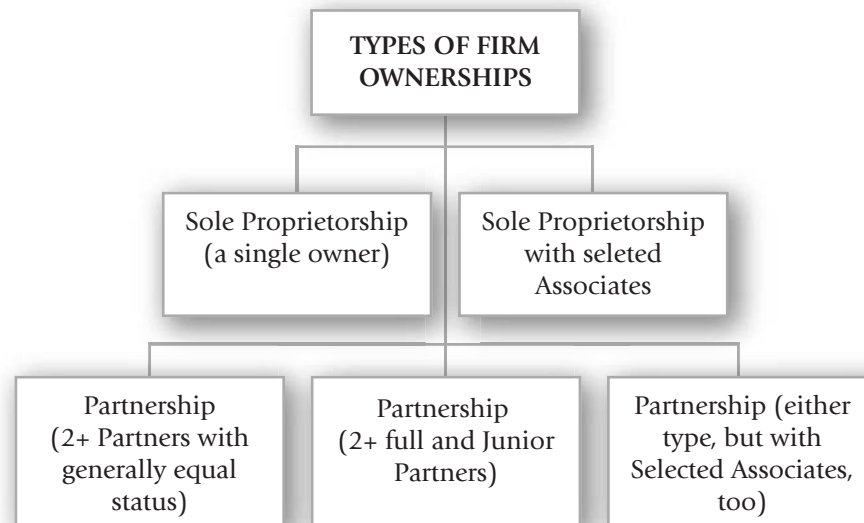 TYPES OF FIRM
OWNERSHIPS
Sole Proprietorship
(a single owner)
Sole Proprietorship
with seleted
Associates
Partnership
(2+ Partners with
generally equal
status)
Partnership
(2+ full and Junior
Partners)
Partnership (either
type, but with
Selected Associates,
too)